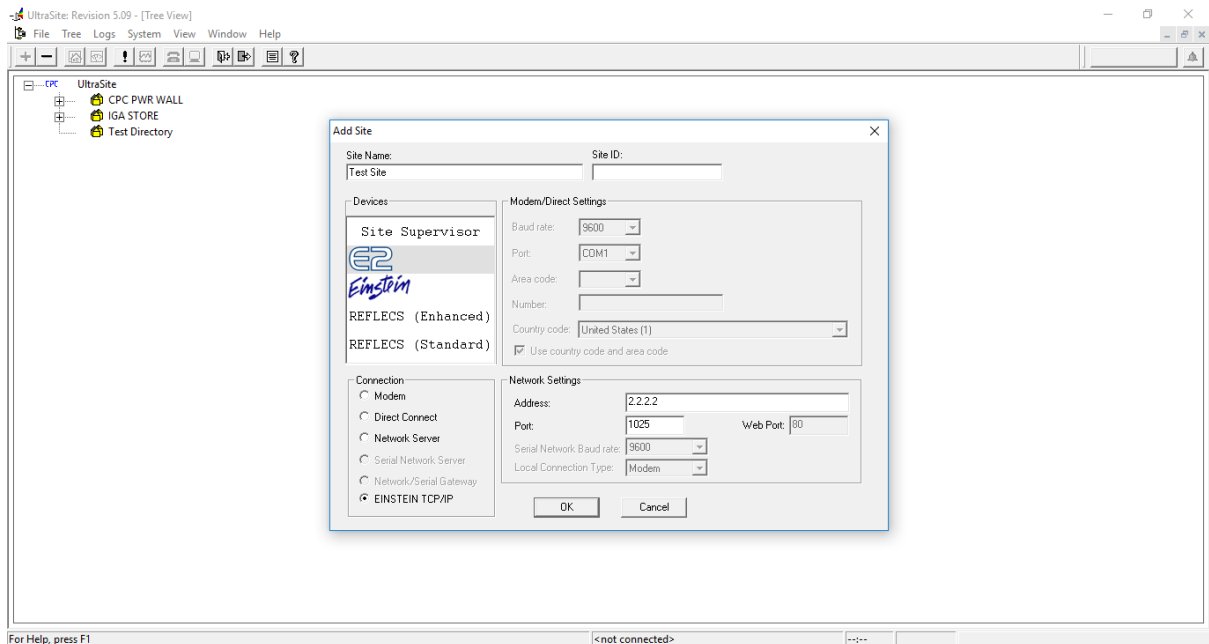 UltraSite: Revision 5.09 - [Tree View]
File Tree Logs System View Window Help
CPC UltraSite
CPC PWR WALL
IGA STORE
Test Directory
Add Site
Site Name: Site ID:
Test Site
Devices
Site Supervisor
E2
Einstein
REFLECS (Enhanced)
REFLECS (Standard)
Modem/Direct Settings
Baud rate: 9600
Port: COM1
Area code:
Number:
Country code: United States (1)
Use country code and area code
Connection
Modem
Direct Connect
Network Server
Serial Network Server
Network/Serial Gateway
EINSTEIN TCP/IP
Network Settings
Address: 2.2.2.2
Port: 1025 Web Port: 80
Serial Network Baud rate: 9600
Local Connection Type: Modem
OK Cancel
For Help, press F1 <not connected> --:--